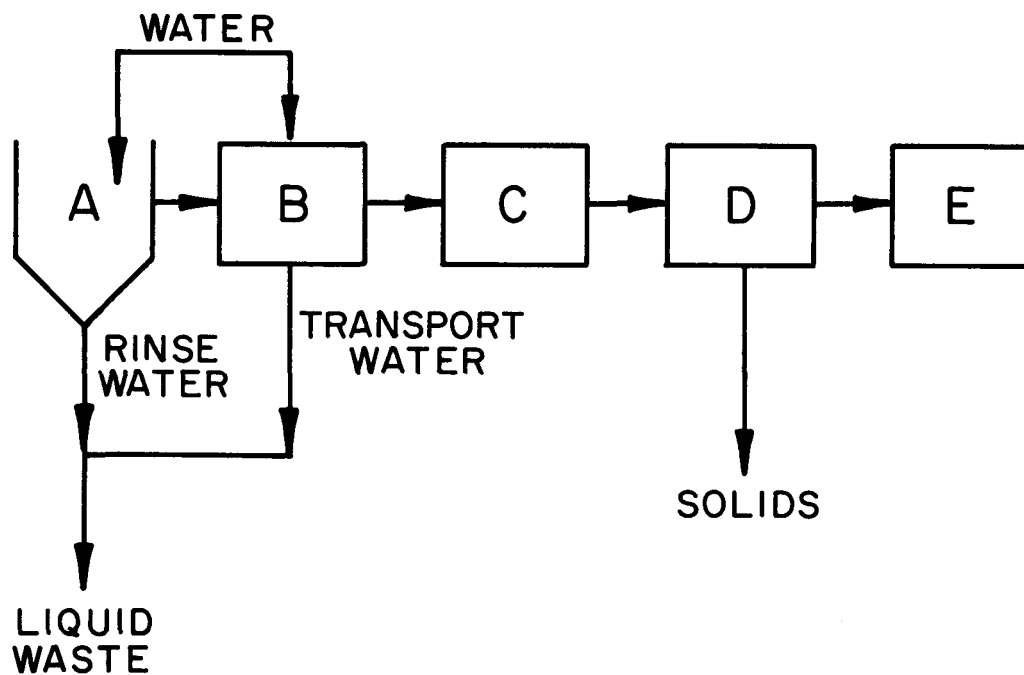 WATER
A
B
C
D
E
RINSE
WATER
TRANSPORT
WATER
SOLIDS
LIQUID
WASTE